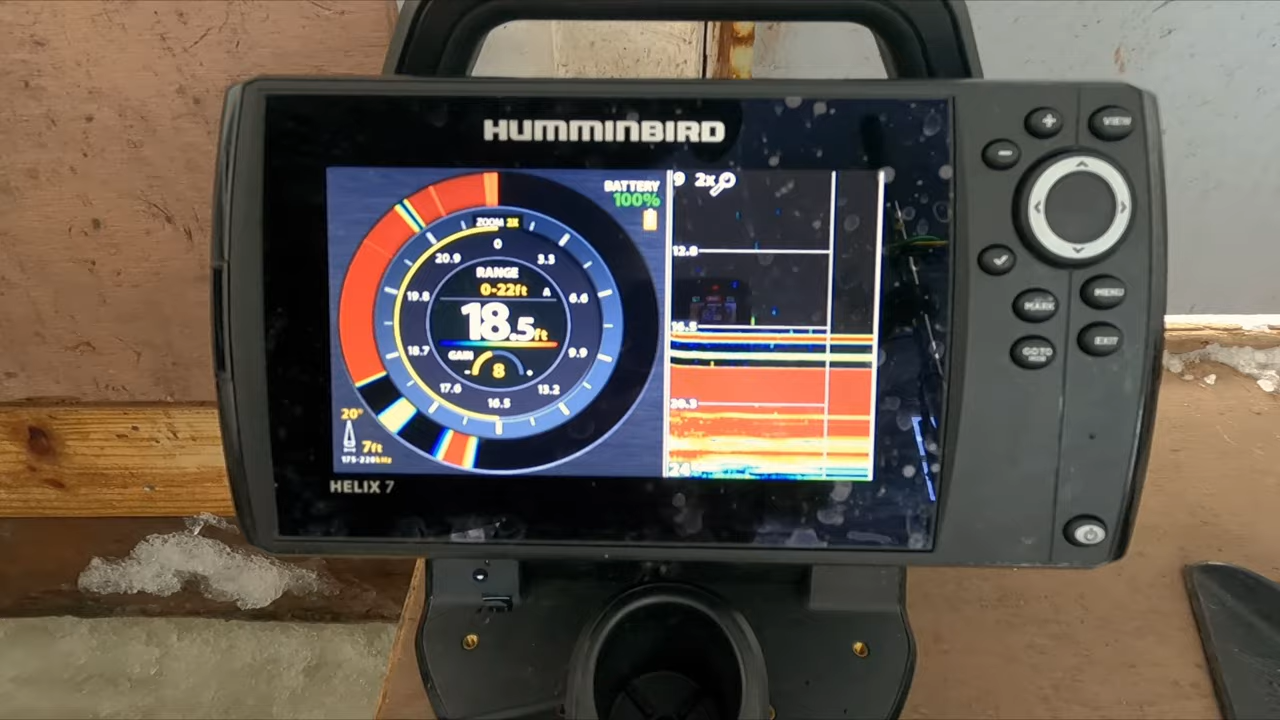 HUMMINBIRD
BATTERY
100%
ZOOM 2X
0
3.3
6.6
9.9
13.2
16.5
17.6
18.7
19.8
20.9
RANGE
0-22ft
A
18.5ft
GAIN
- 8
20°
7ft
175-220kHz
9 2x
12.8
16.5
20.3
24
HELIX 7
+
VIEW
-
MARK
MENU
GOTO
EXIT